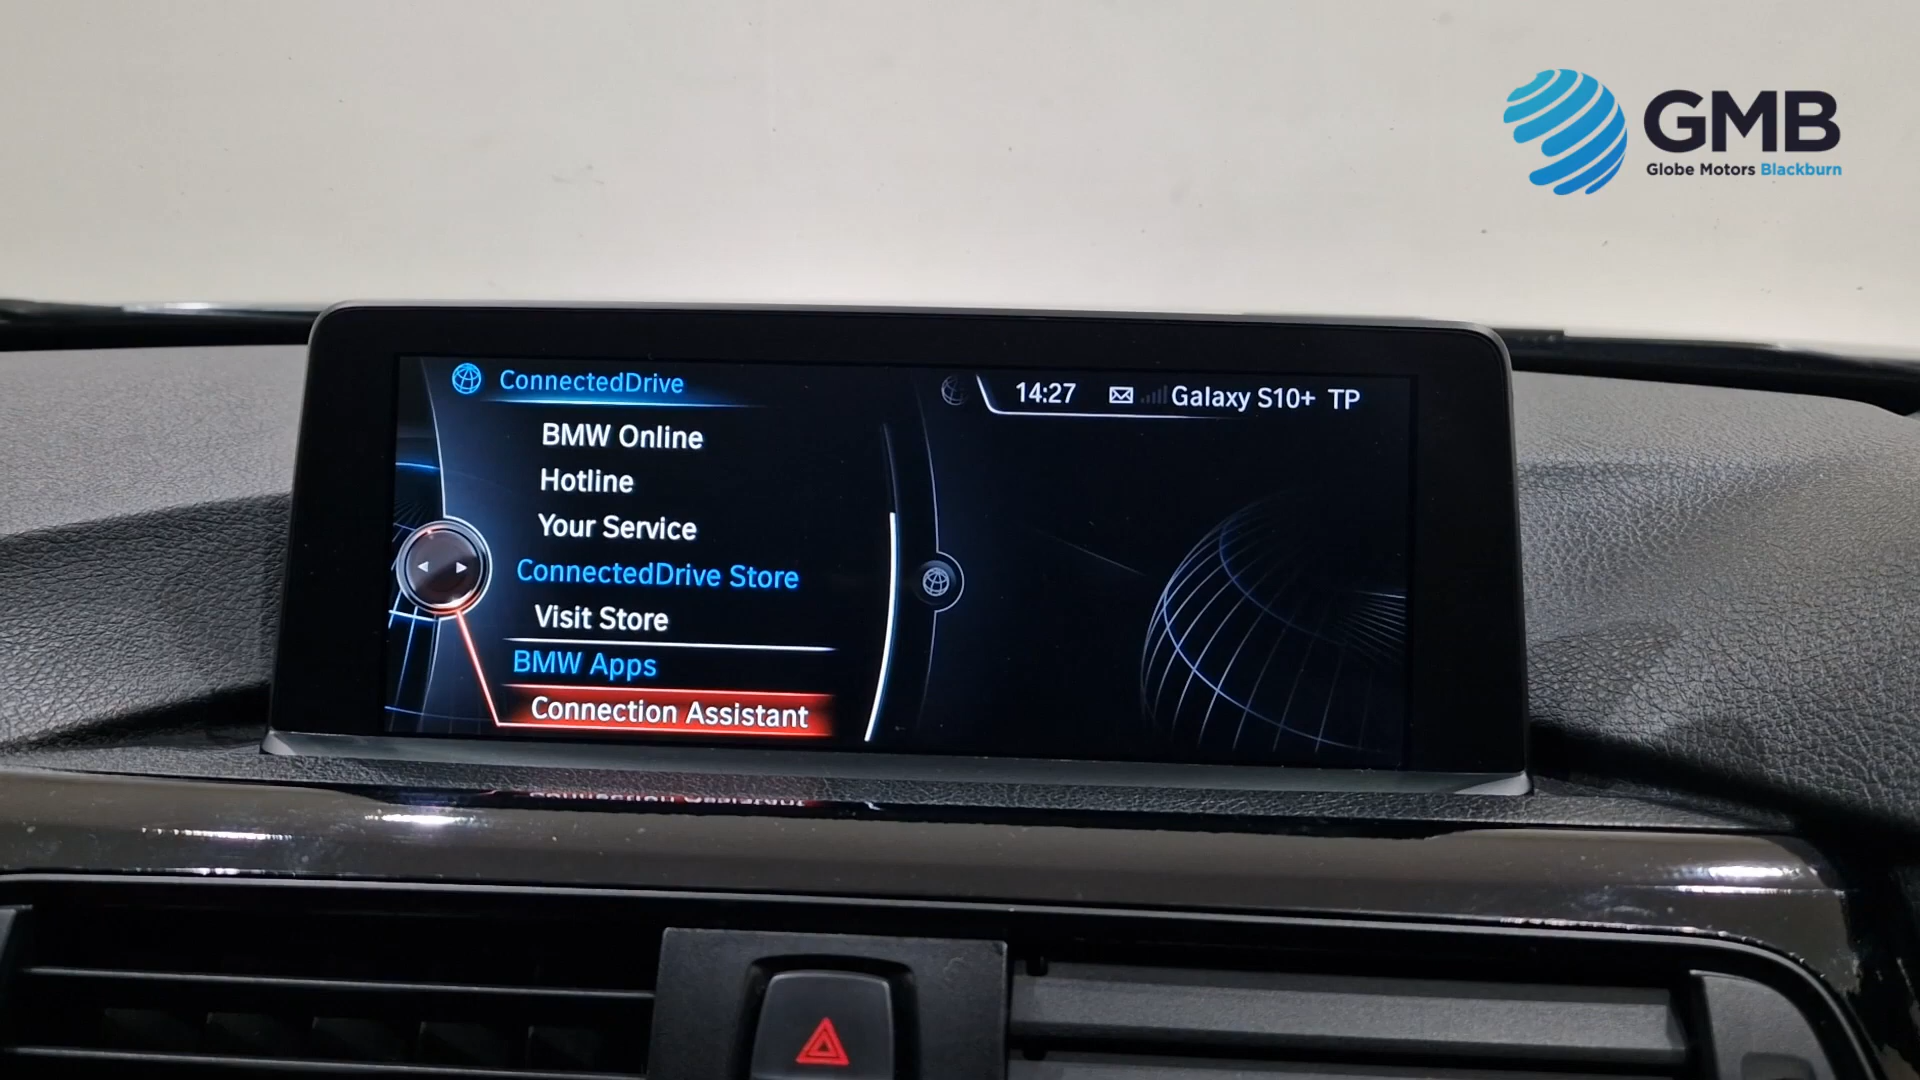 GMB
Globe Motors Blackburn
ConnectedDrive
14:27 Galaxy S10+ TP
BMW Online
Hotline
Your Service
ConnectedDrive Store
Visit Store
BMW Apps
Connection Assistant